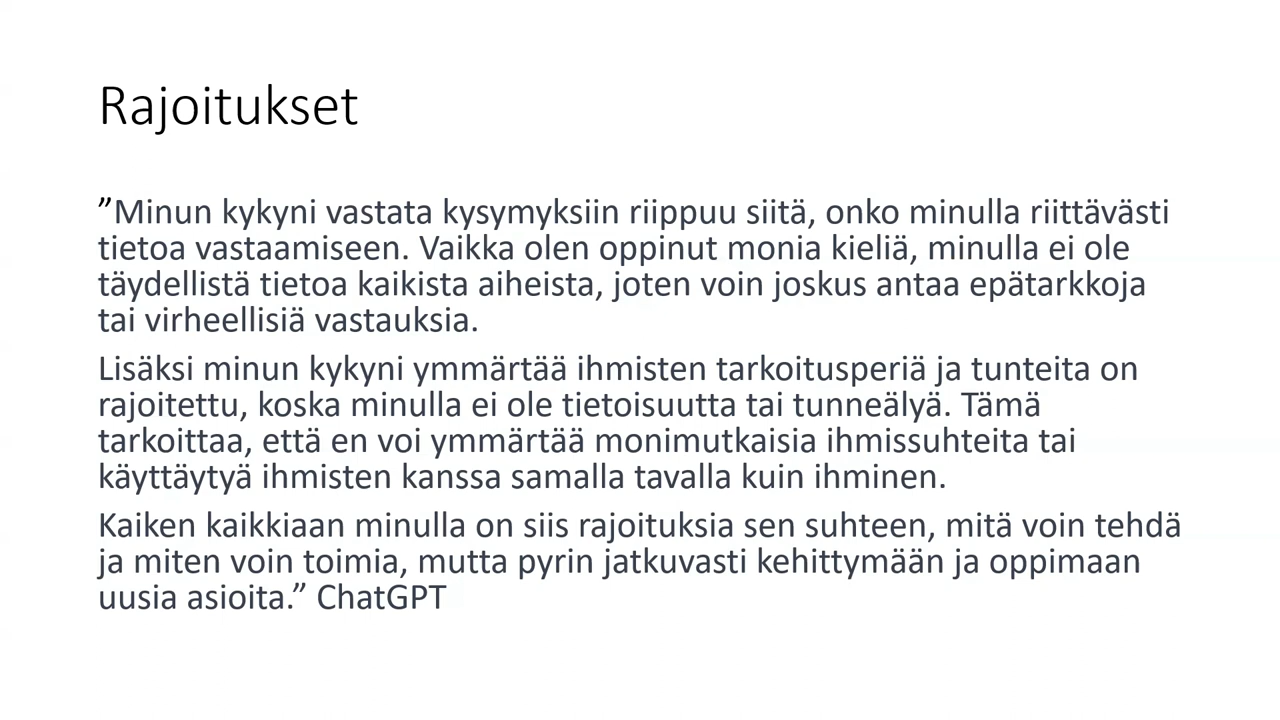 Rajoitukset
”Minun kykyni vastata kysymyksiin riippuu siitä, onko minulla riittävästi
tietoa vastaamiseen. Vaikka olen oppinut monia kieliä, minulla ei ole
täydellistä tietoa kaikista aiheista, joten voin joskus antaa epätarkkoja
tai virheellisiä vastauksia.
Lisäksi minun kykyni ymmärtää ihmisten tarkoitusperiä ja tunteita on
rajoitettu, koska minulla ei ole tietoisuutta tai tunneälyä. Tämä
tarkoittaa, että en voi ymmärtää monimutkaisia ihmissuhteita tai
käyttäytyä ihmisten kanssa samalla tavalla kuin ihminen.
Kaiken kaikkiaan minulla on siis rajoituksia sen suhteen, mitä voin tehdä
ja miten voin toimia, mutta pyrin jatkuvasti kehittymään ja oppimaan
uusia asioita.” ChatGPT